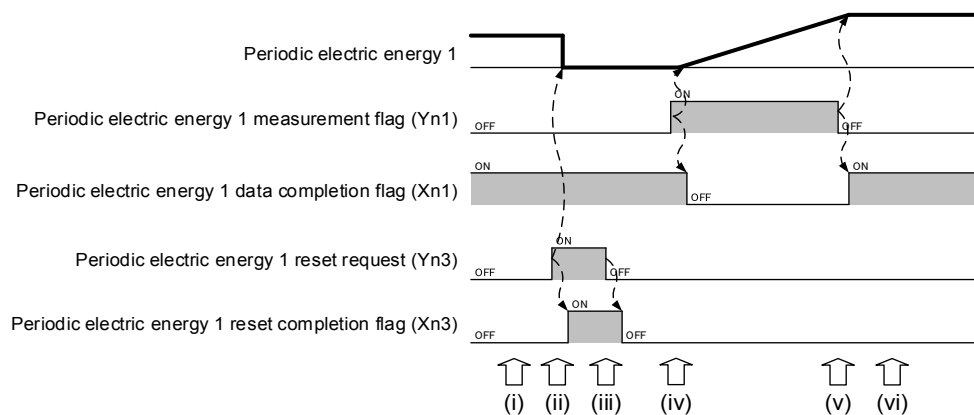 Periodic electric energy 1
ON
Periodic electric energy 1 measurement flag (Yn1)
OFF
OFF
ON
ON
Periodic electric energy 1 data completion flag (Xn1)
OFF
ON
Periodic electric energy 1 reset request (Yn3)
OFF
OFF
ON
Periodic electric energy 1 reset completion flag (Xn3)
OFF
OFF
(i) (ii) (iii) (iv) (v) (vi)